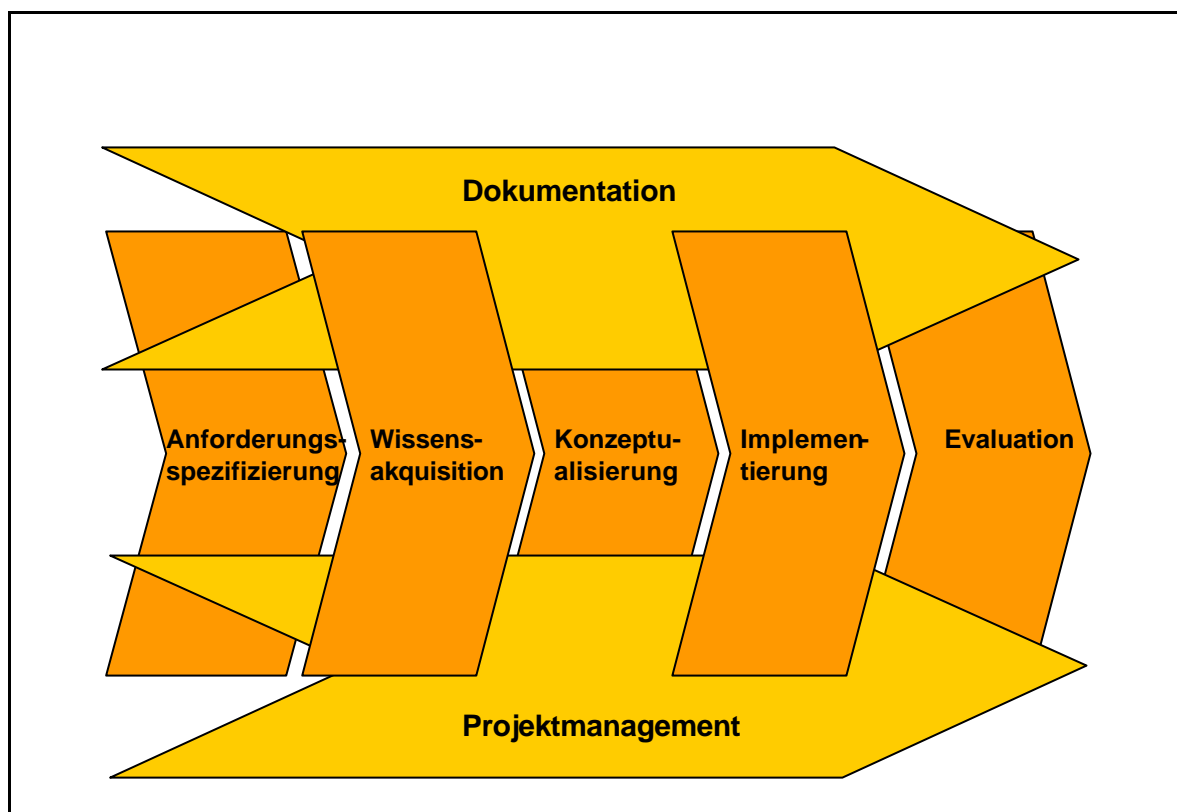 Dokumentation
Anforderungs-
spezifizierung
Wissens-
akquisition
Konzeptu-
alisierung
Implemen-
tierung
Evaluation
Projektmanagement